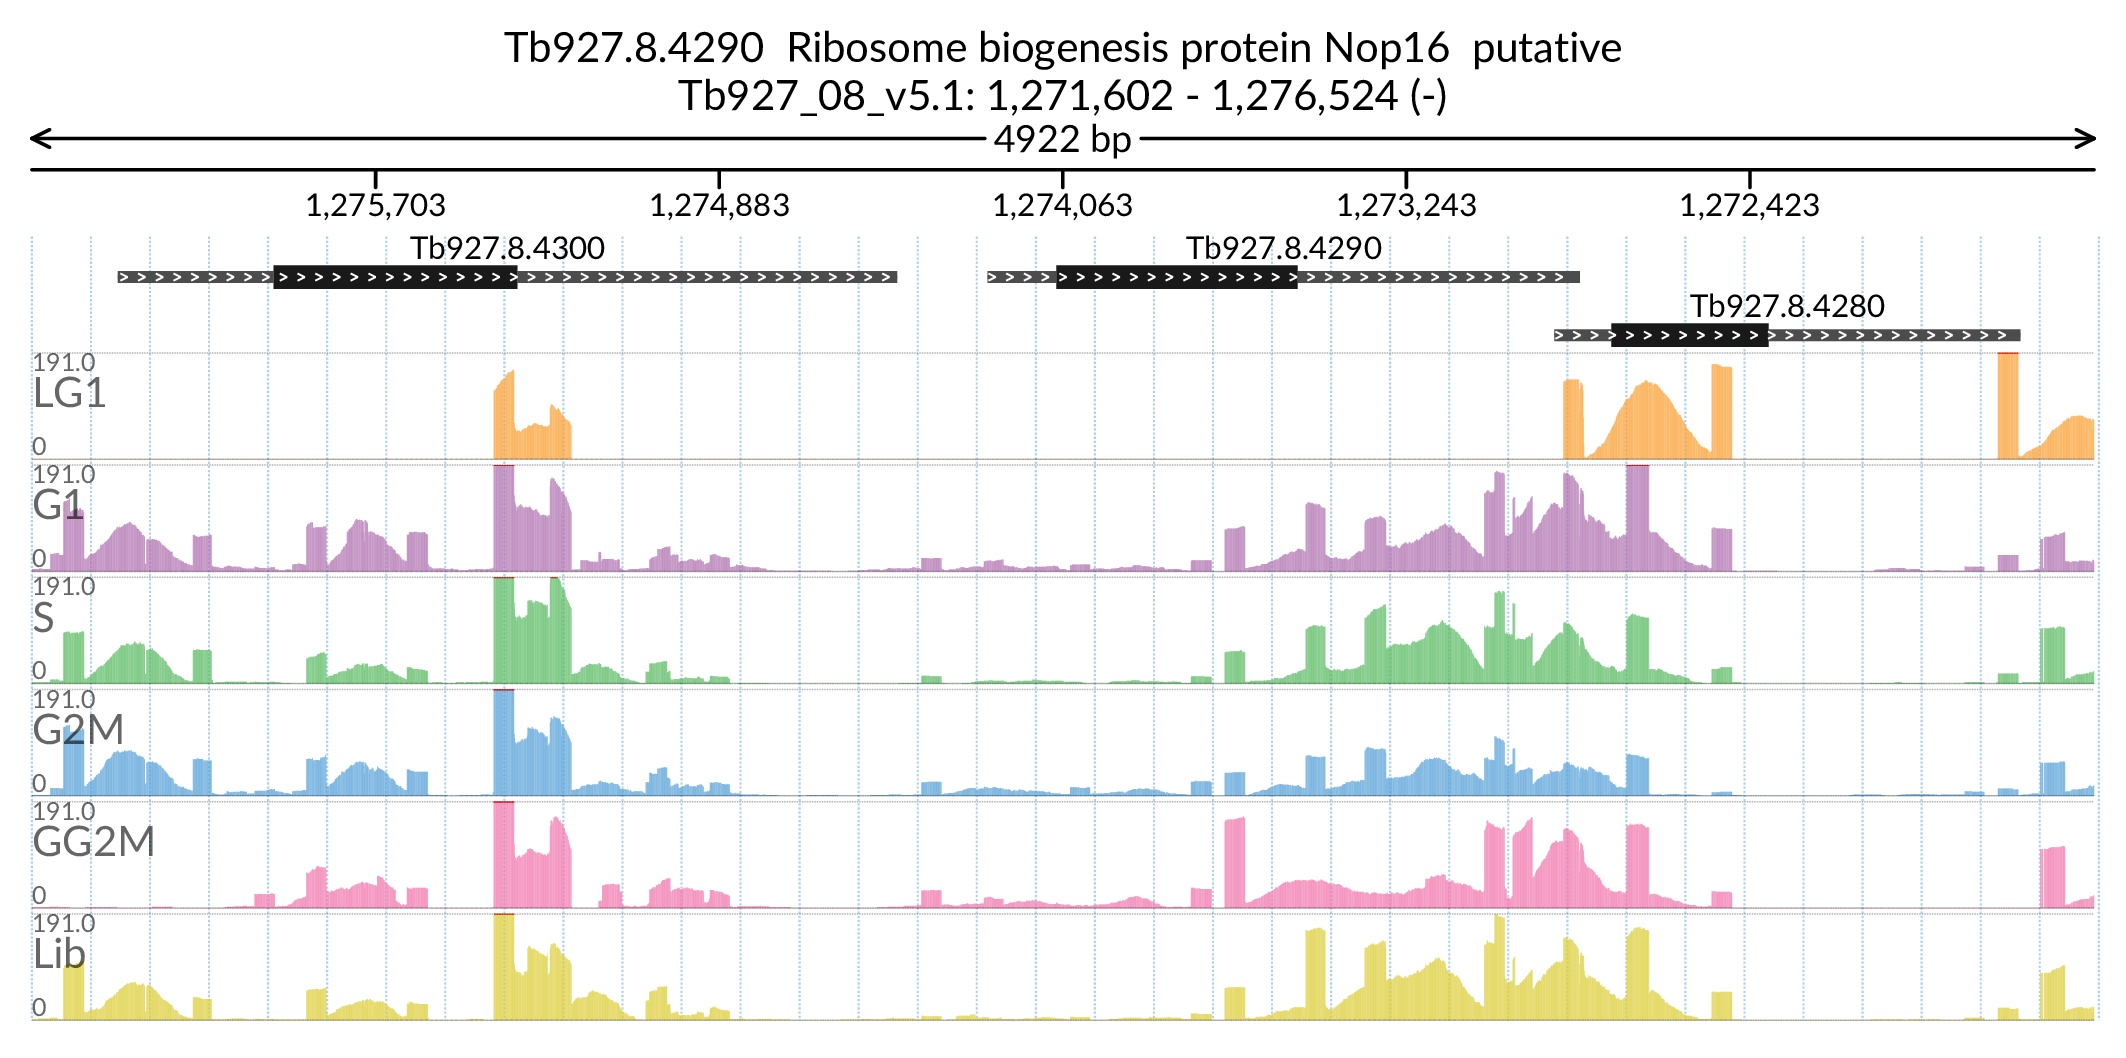 Tb927.8.4290 Ribosome biogenesis protein Nop16 putative
Tb927_08_v5.1: 1,271,602 - 1,276,524 (-)
4922 bp
1,275,703 1,274,883 1,274,063 1,273,243 1,272,423
Tb927.8.4300 Tb927.8.4290
Tb927.8.4280
191.0
LG1
0
191.0
G1
0
191.0
S
0
191.0
G2M
0
191.0
GG2M
0
191.0
Lib
0